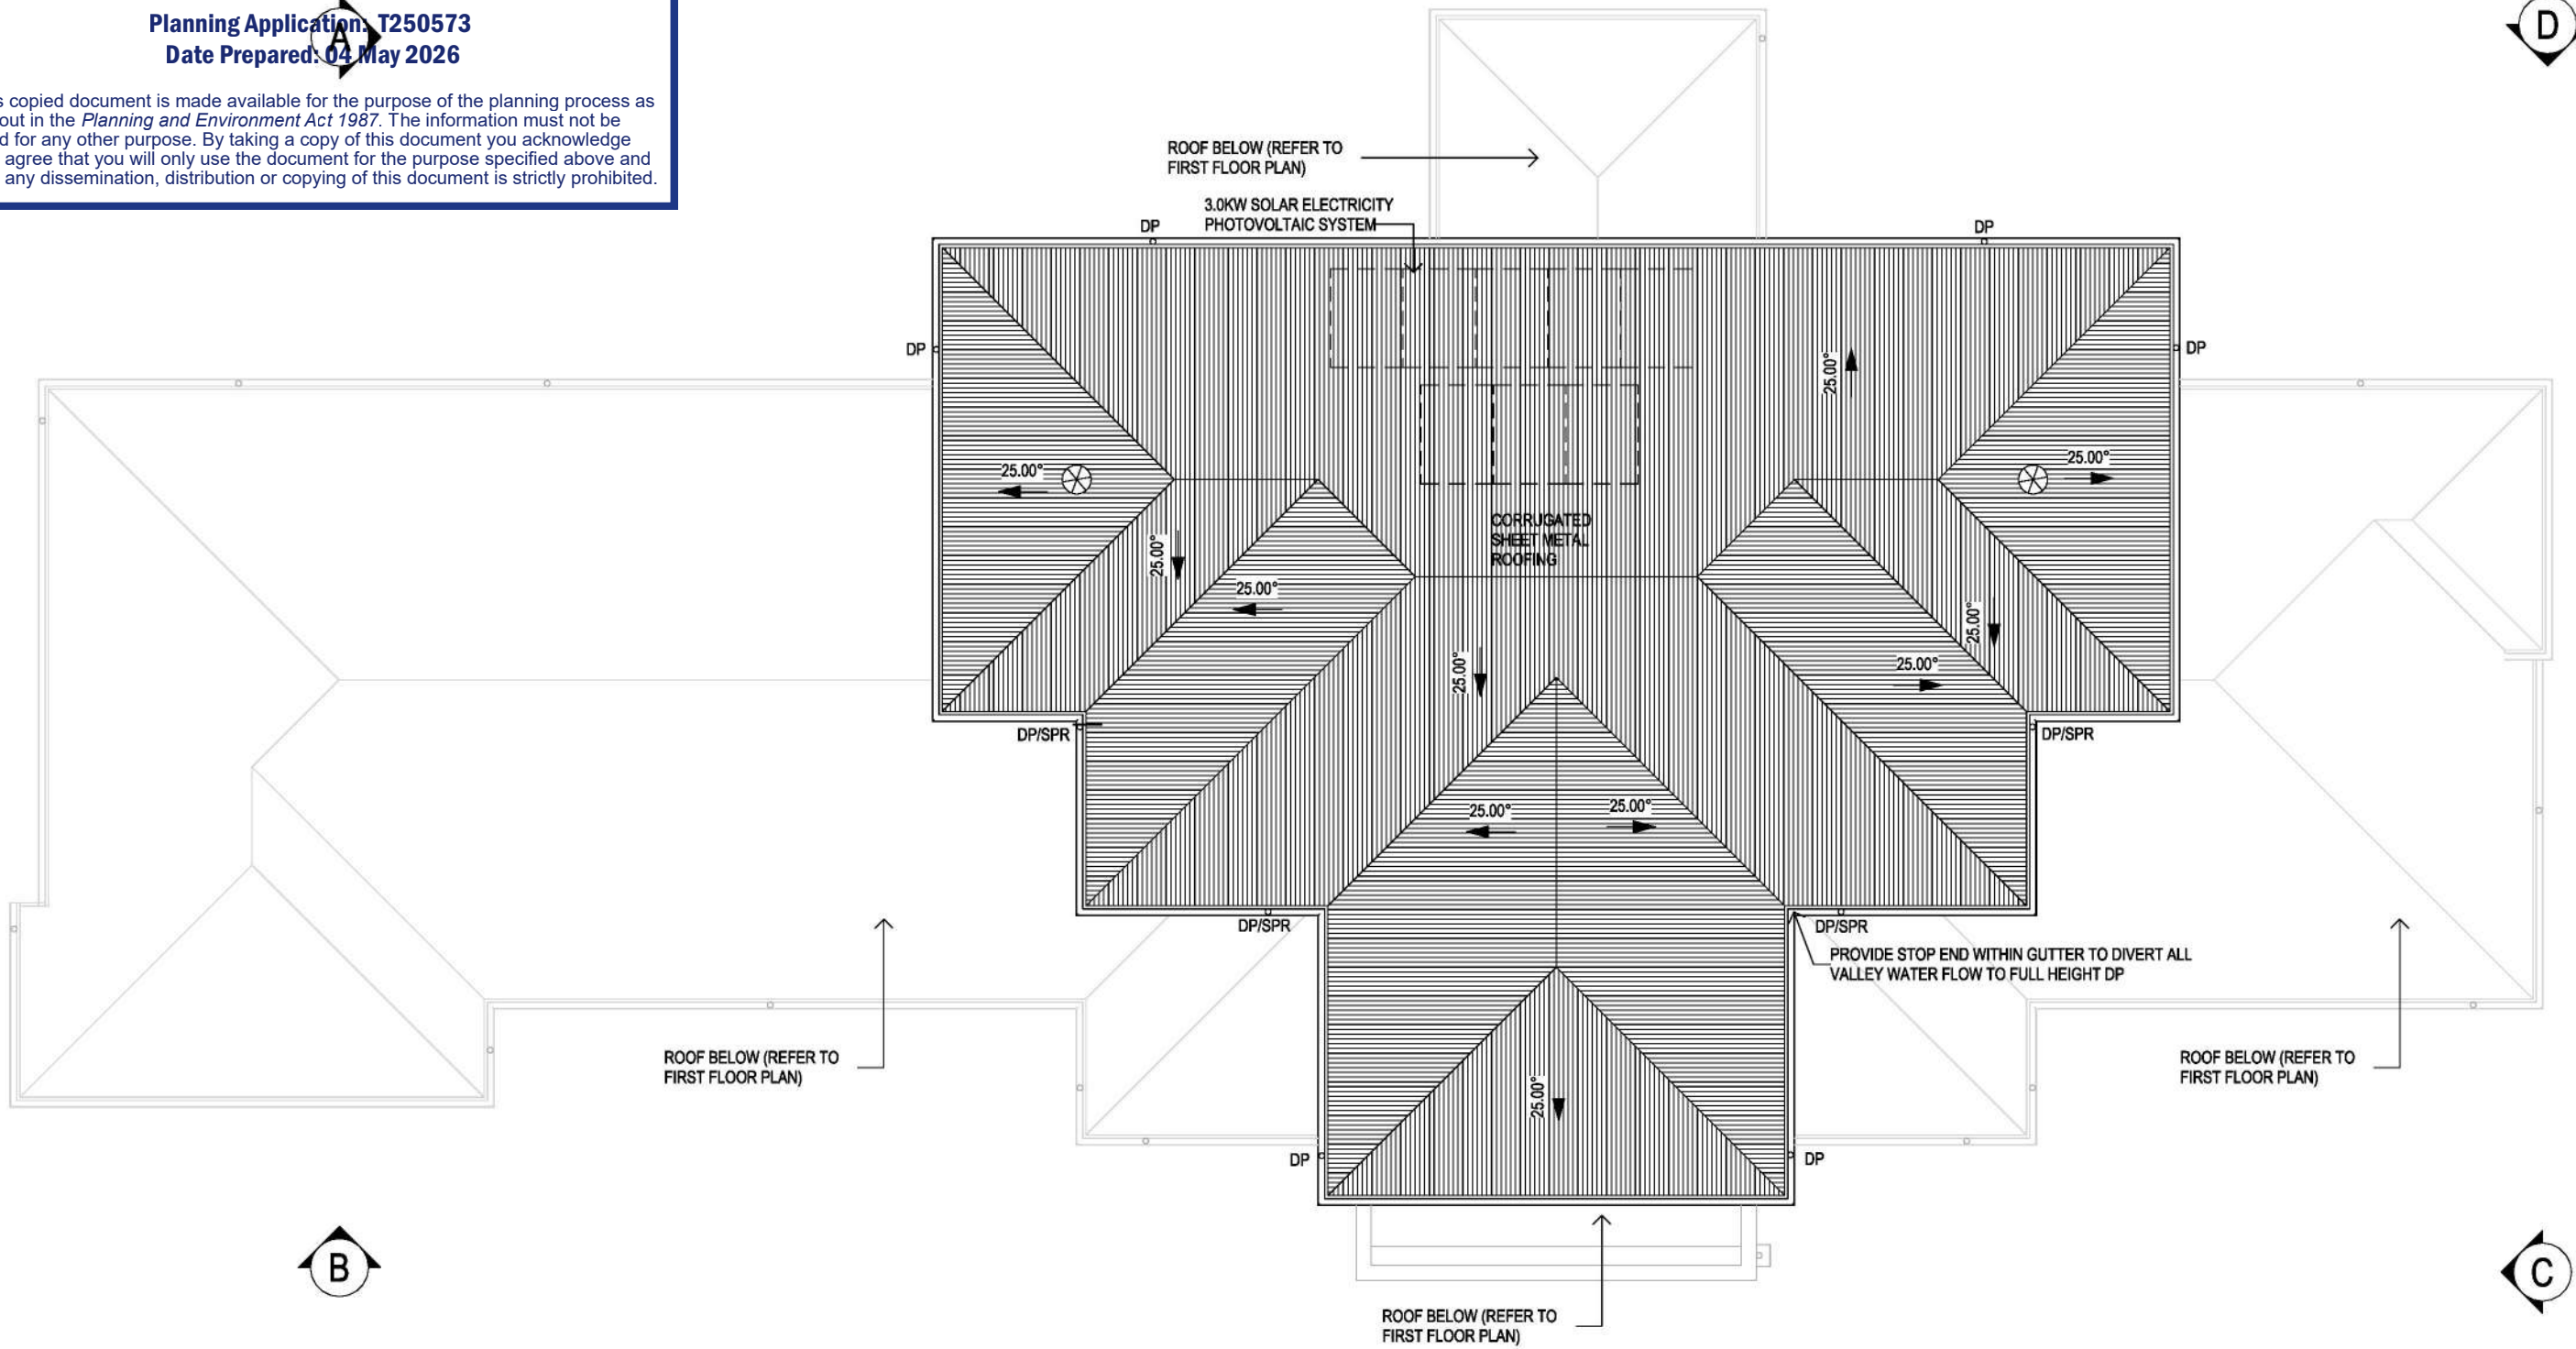 Planning Application: T250573
Date Prepared: 04 May 2026
A
D
s copied document is made available for the purpose of the planning process as
out in the Planning and Environment Act 1987. The information must not be
d for any other purpose. By taking a copy of this document you acknowledge
agree that you will only use the document for the purpose specified above and
any dissemination, distribution or copying of this document is strictly prohibited.
ROOF BELOW (REFER TO
FIRST FLOOR PLAN)
3.0KW SOLAR ELECTRICITY
PHOTOVOLTAIC SYSTEM
DP
DP
DP
DP
25.00°
25.00°
25.00°
CORRUGATED
SHEET METAL
ROOFING
25.00°
25.00°
25.00°
25.00°
25.00°
DP/SPR
DP/SPR
25.00°
25.00°
DP/SPR
DP/SPR
PROVIDE STOP END WITHIN GUTTER TO DIVERT ALL
VALLEY WATER FLOW TO FULL HEIGHT DP
ROOF BELOW (REFER TO
FIRST FLOOR PLAN)
ROOF BELOW (REFER TO
FIRST FLOOR PLAN)
25.00°
DP
DP
B
C
ROOF BELOW (REFER TO
FIRST FLOOR PLAN)